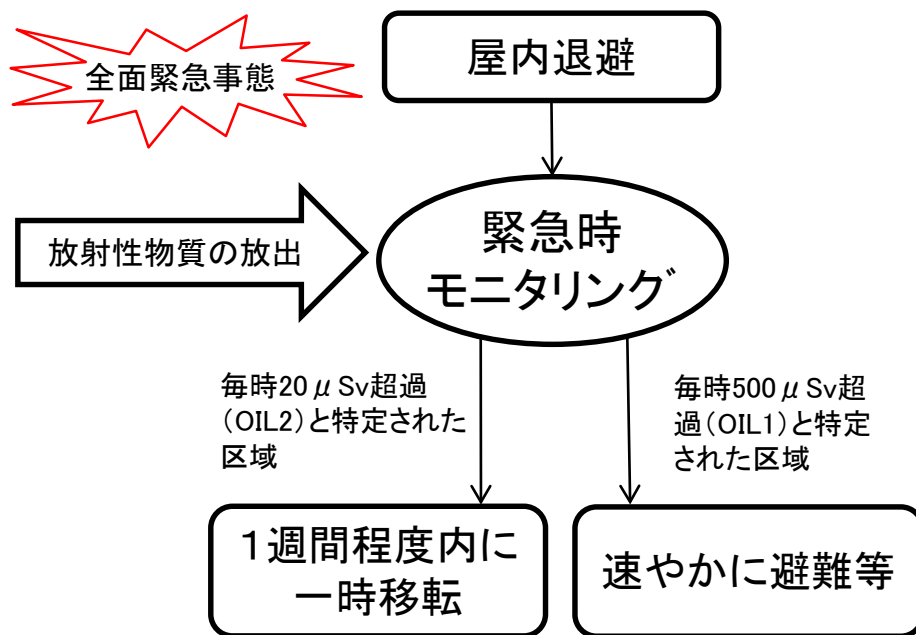 全面緊急事態
屋内退避
放射性物質の放出
緊急時
モニタリング
毎時20μSv超過
(OIL2)と特定された
区域
毎時500μSv超
過(OIL1)と特定
された区域
1週間程度内に
一時移転
速やかに避難等